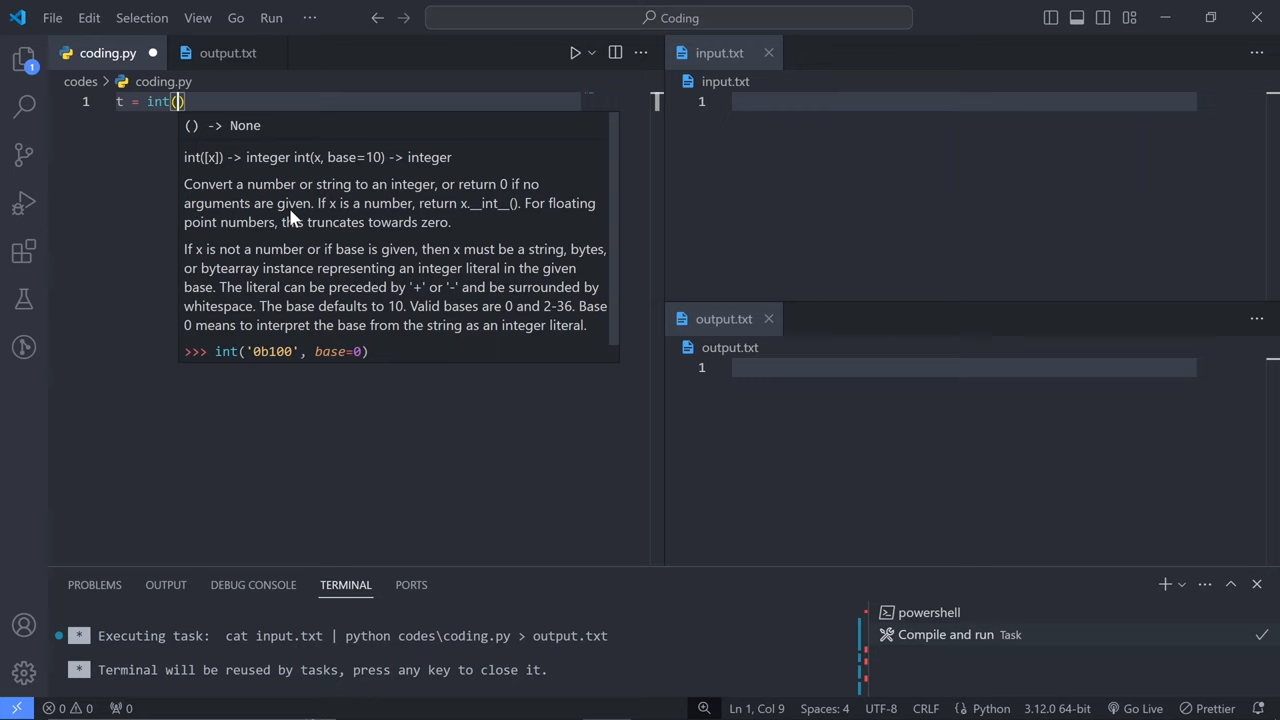 File Edit Selection View Go Run ··· Coding
coding.py output.txt
input.txt
codes > coding.py
input.txt
1 t = int()
1
() -> None
int([x]) -> integer int(x, base=10) -> integer
Convert a number or string to an integer, or return 0 if no
arguments are given. If x is a number, return x.__int__(). For floating
point numbers, this truncates towards zero.
If x is not a number or if base is given, then x must be a string, bytes,
or bytearray instance representing an integer literal in the given
base. The literal can be preceded by '+' or '-' and be surrounded by
whitespace. The base defaults to 10. Valid bases are 0 and 2-36. Base
0 means to interpret the base from the string as an integer literal.
>>> int('0b100', base=0)
output.txt
output.txt
1
1
PROBLEMS OUTPUT DEBUG CONSOLE TERMINAL PORTS
* Executing task: cat input.txt | python codes\coding.py > output.txt
* Terminal will be reused by tasks, press any key to close it.
powershell
Compile and run Task
0 0 0 Ln 1, Col 9 Spaces: 4 UTF-8 CRLF Python 3.12.0 64-bit Go Live Prettier